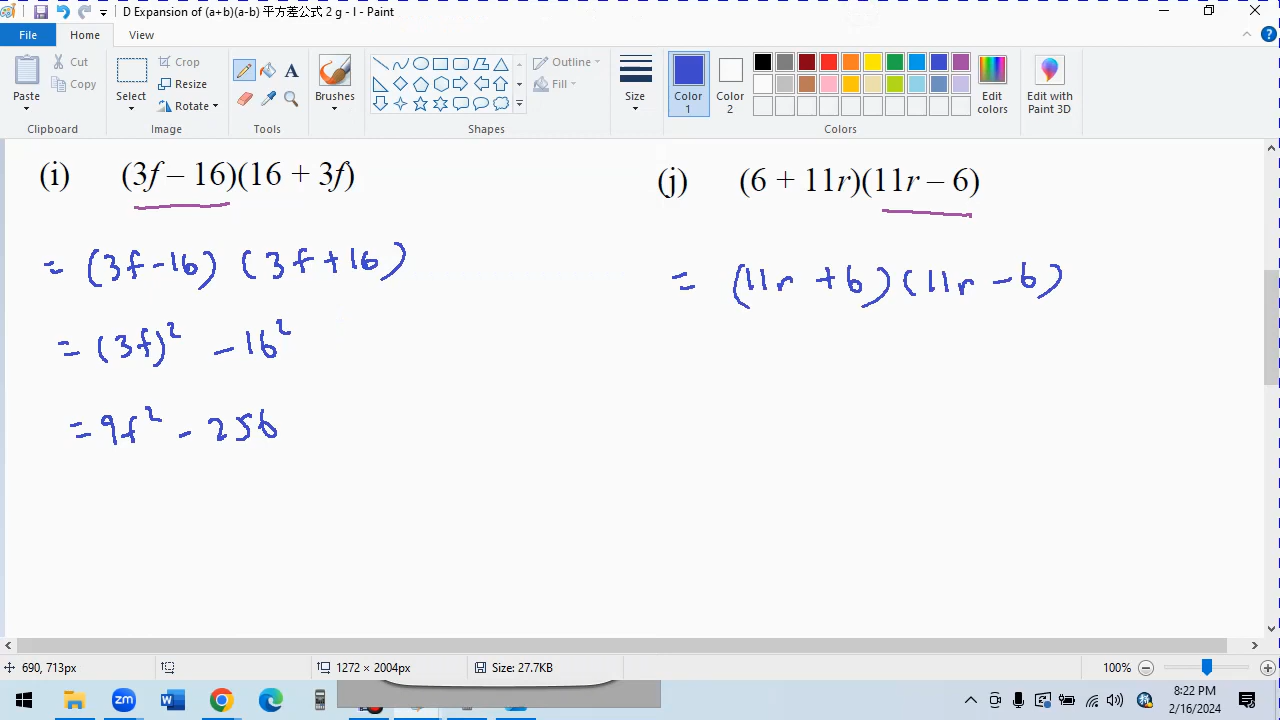 D Expansion of (a+b)(a-b) 平方差公式 2 g - l - Paint
File Home View
Paste
Cut
Copy
Clipboard
Select
Crop
Resize
Rotate
Image
Tools
Brushes
Shapes
Outline
Fill
Size
Color 1
Color 2
Colors
Edit colors
Edit with Paint 3D
(i) (3f – 16)(16 + 3f)
= (3f-16) (3f+16)
= (3f)² - 16²
= 9f² - 256
(j) (6 + 11r)(11r – 6)
= (11r + 6)(11r - 6)
690, 713px
1272 × 2004px
Size: 27.7KB
100%
zm
8:22 PM
2/16/2024